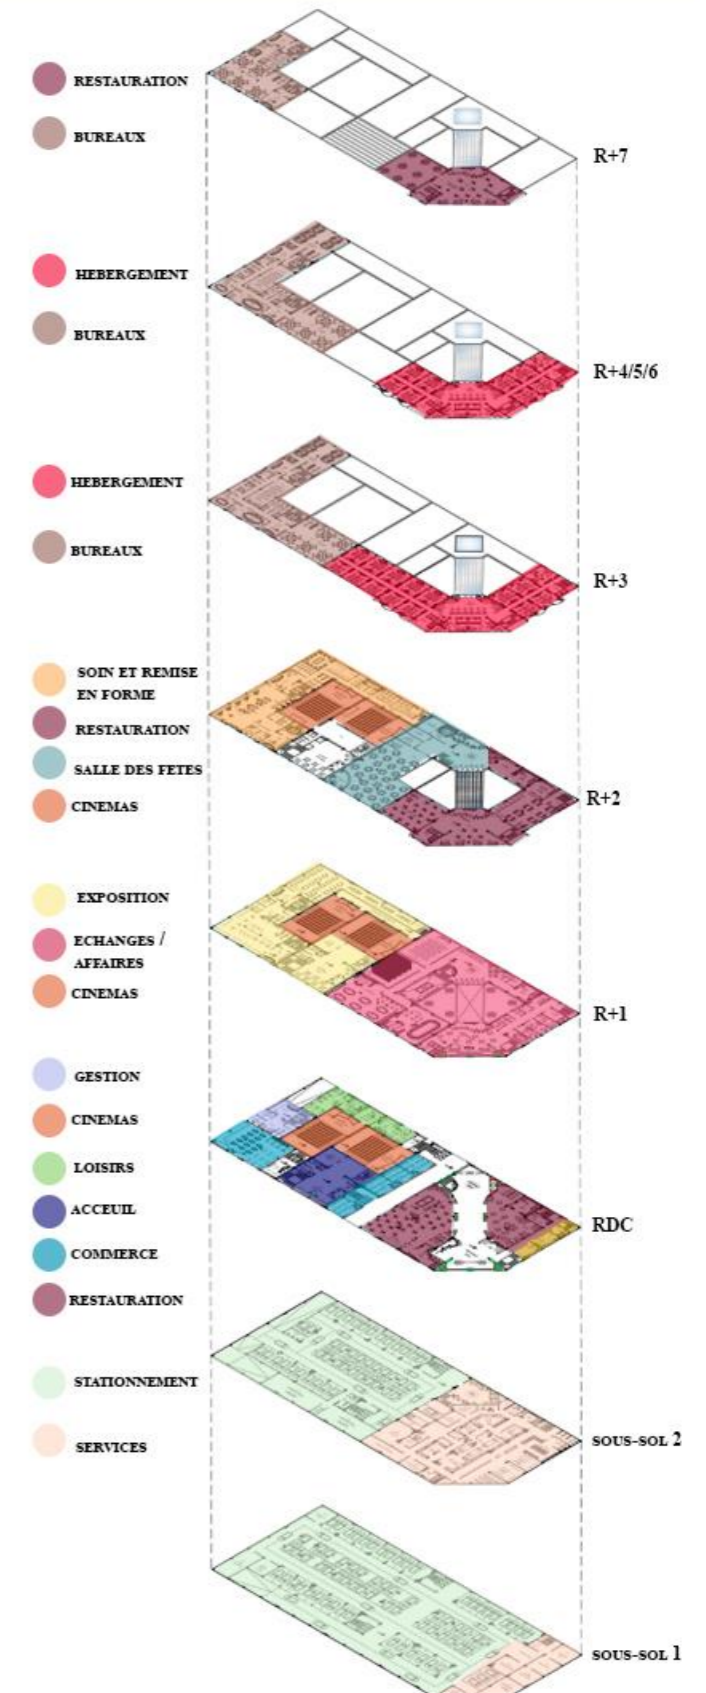 RESTAURATION
BUREAUX
R+7
HEBERGEMENT
BUREAUX
R+4/5/6
HEBERGEMENT
BUREAUX
R+3
SOIN ET REMISE
EN FORME
RESTAURATION
SALLE DES FETES
CINEMAS
R+2
EXPOSITION
ECHANGES /
AFFAIRES
CINEMAS
R+1
GESTION
CINEMAS
LOISIRS
ACCEUIL
COMMERCE
RESTAURATION
RDC
STATIONNEMENT
SERVICES
SOUS-SOL 2
SOUS-SOL 1